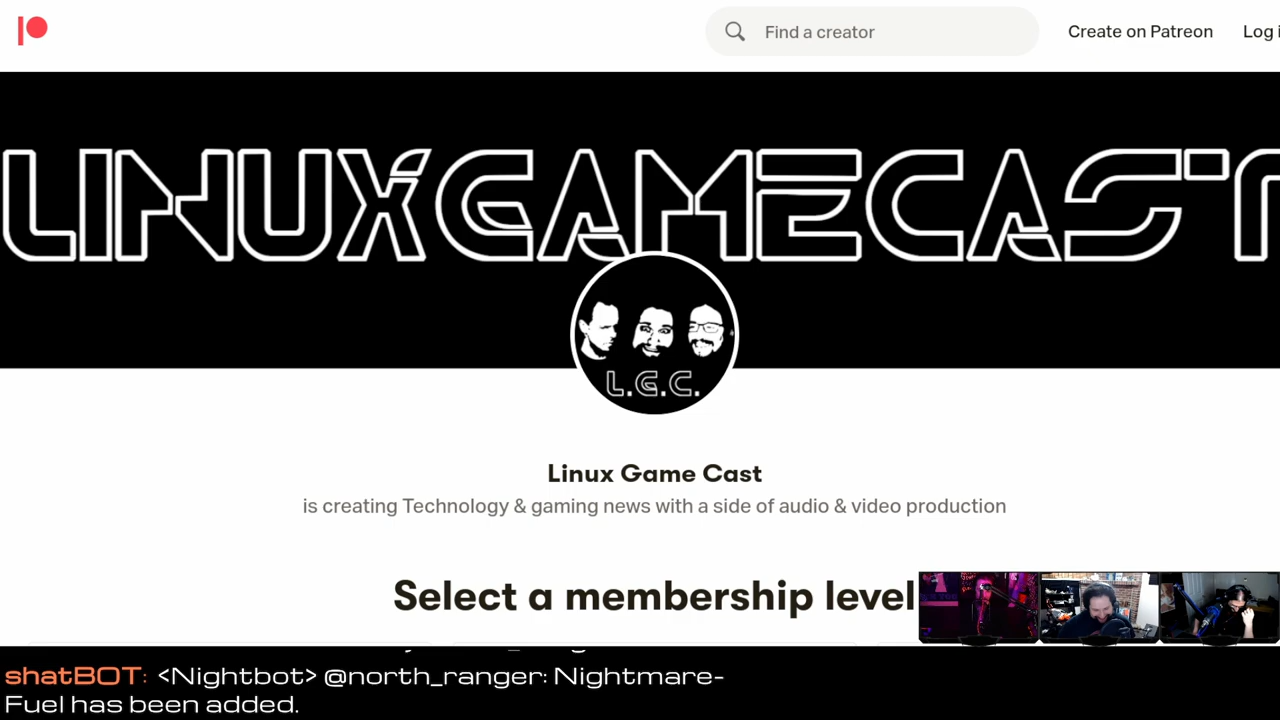 Find a creator
Create on Patreon
Log i
LINUXGAMECAST
L.G.C.
Linux Game Cast
is creating Technology & gaming news with a side of audio & video production
Select a membership level
shatBOT: <Nightbot> @north_ranger: Nightmare-
Fuel has been added.